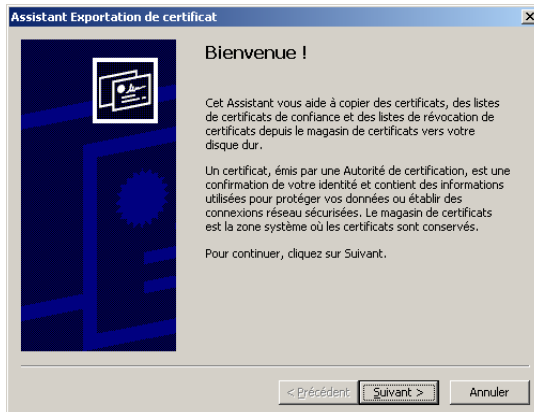 Assistant Exportation de certificat
Bienvenue !
Cet Assistant vous aide à copier des certificats, des listes
de certificats de confiance et des listes de révocation de
certificats depuis le magasin de certificats vers votre
disque dur.
Un certificat, émis par une Autorité de certification, est une
confirmation de votre identité et contient des informations
utilisées pour protéger vos données ou établir des
connexions réseau sécurisées. Le magasin de certificats
est la zone système où les certificats sont conservés.
Pour continuer, cliquez sur Suivant.
< Précédent Suivant > Annuler